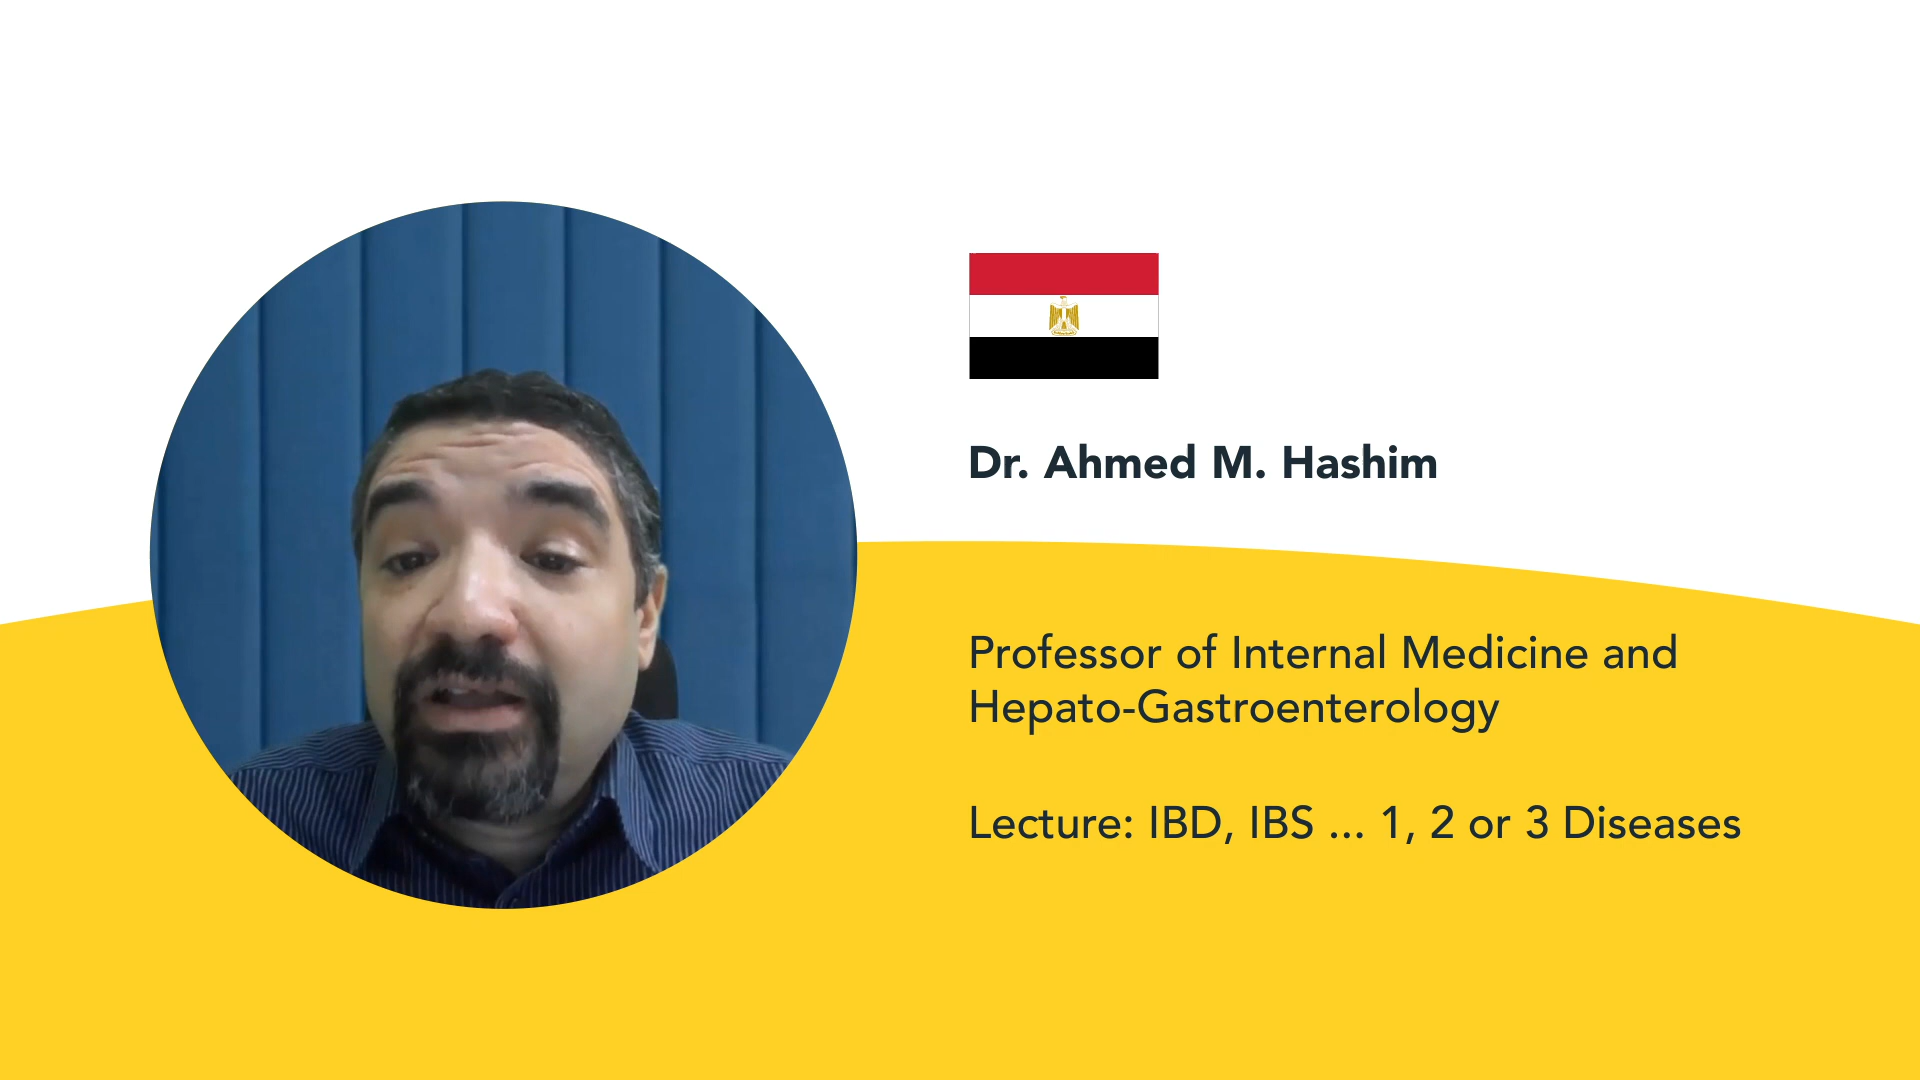 Dr. Ahmed M. Hashim
Professor of Internal Medicine and
Hepato-Gastroenterology
Lecture: IBD, IBS ... 1, 2 or 3 Diseases